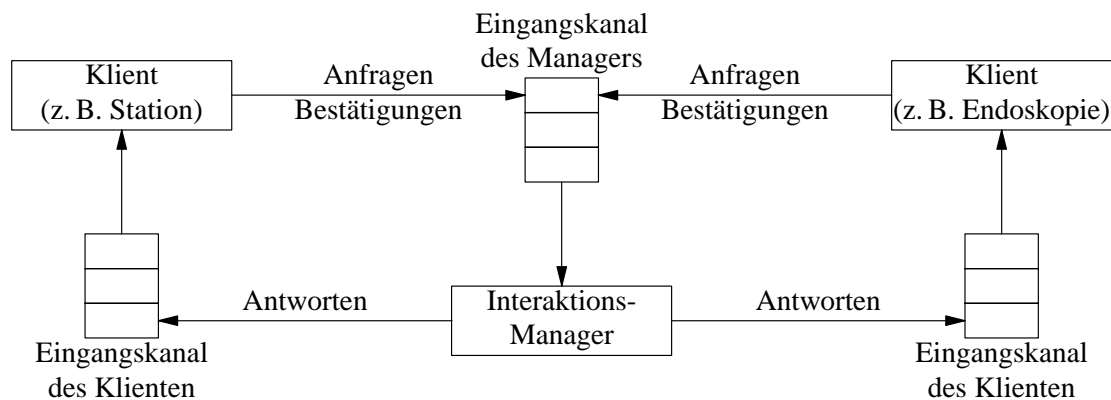 Eingangskanal
des Managers
Klient
(z. B. Station)
Anfragen
Bestätigungen
Anfragen
Bestätigungen
Klient
(z. B. Endoskopie)
Antworten
Interaktions-
Manager
Antworten
Eingangskanal
des Klienten
Eingangskanal
des Klienten